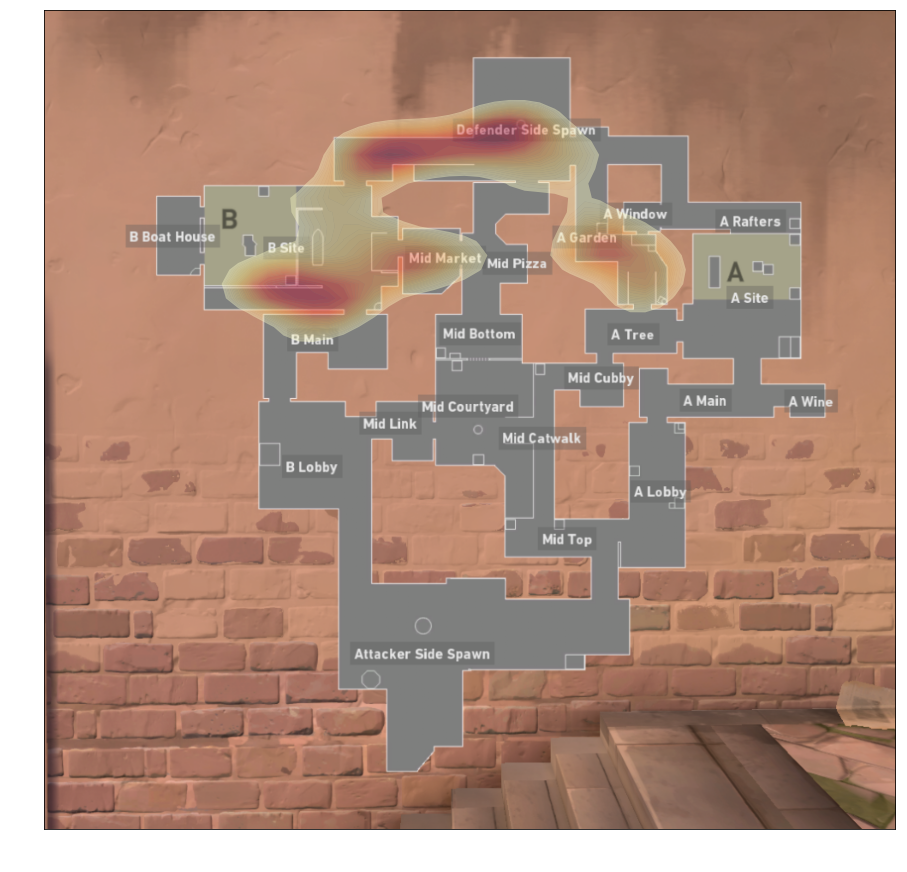 Defender Side Spawn
A Window
A Rafters
B
B Boat House
A Garden
B Site
Mid Market
Mid Pizza
A
A Site
B Main
Mid Bottom
A Tree
Mid Cubby
Mid Courtyard
A Main
A Wine
Mid Link
Mid Catwalk
B Lobby
A Lobby
Mid Top
Attacker Side Spawn